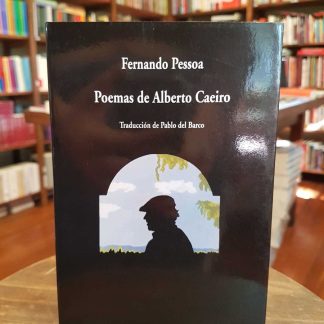 Fernando Pessoa
Poemas de Alberto Caeiro
Traducción de Pablo del Barco